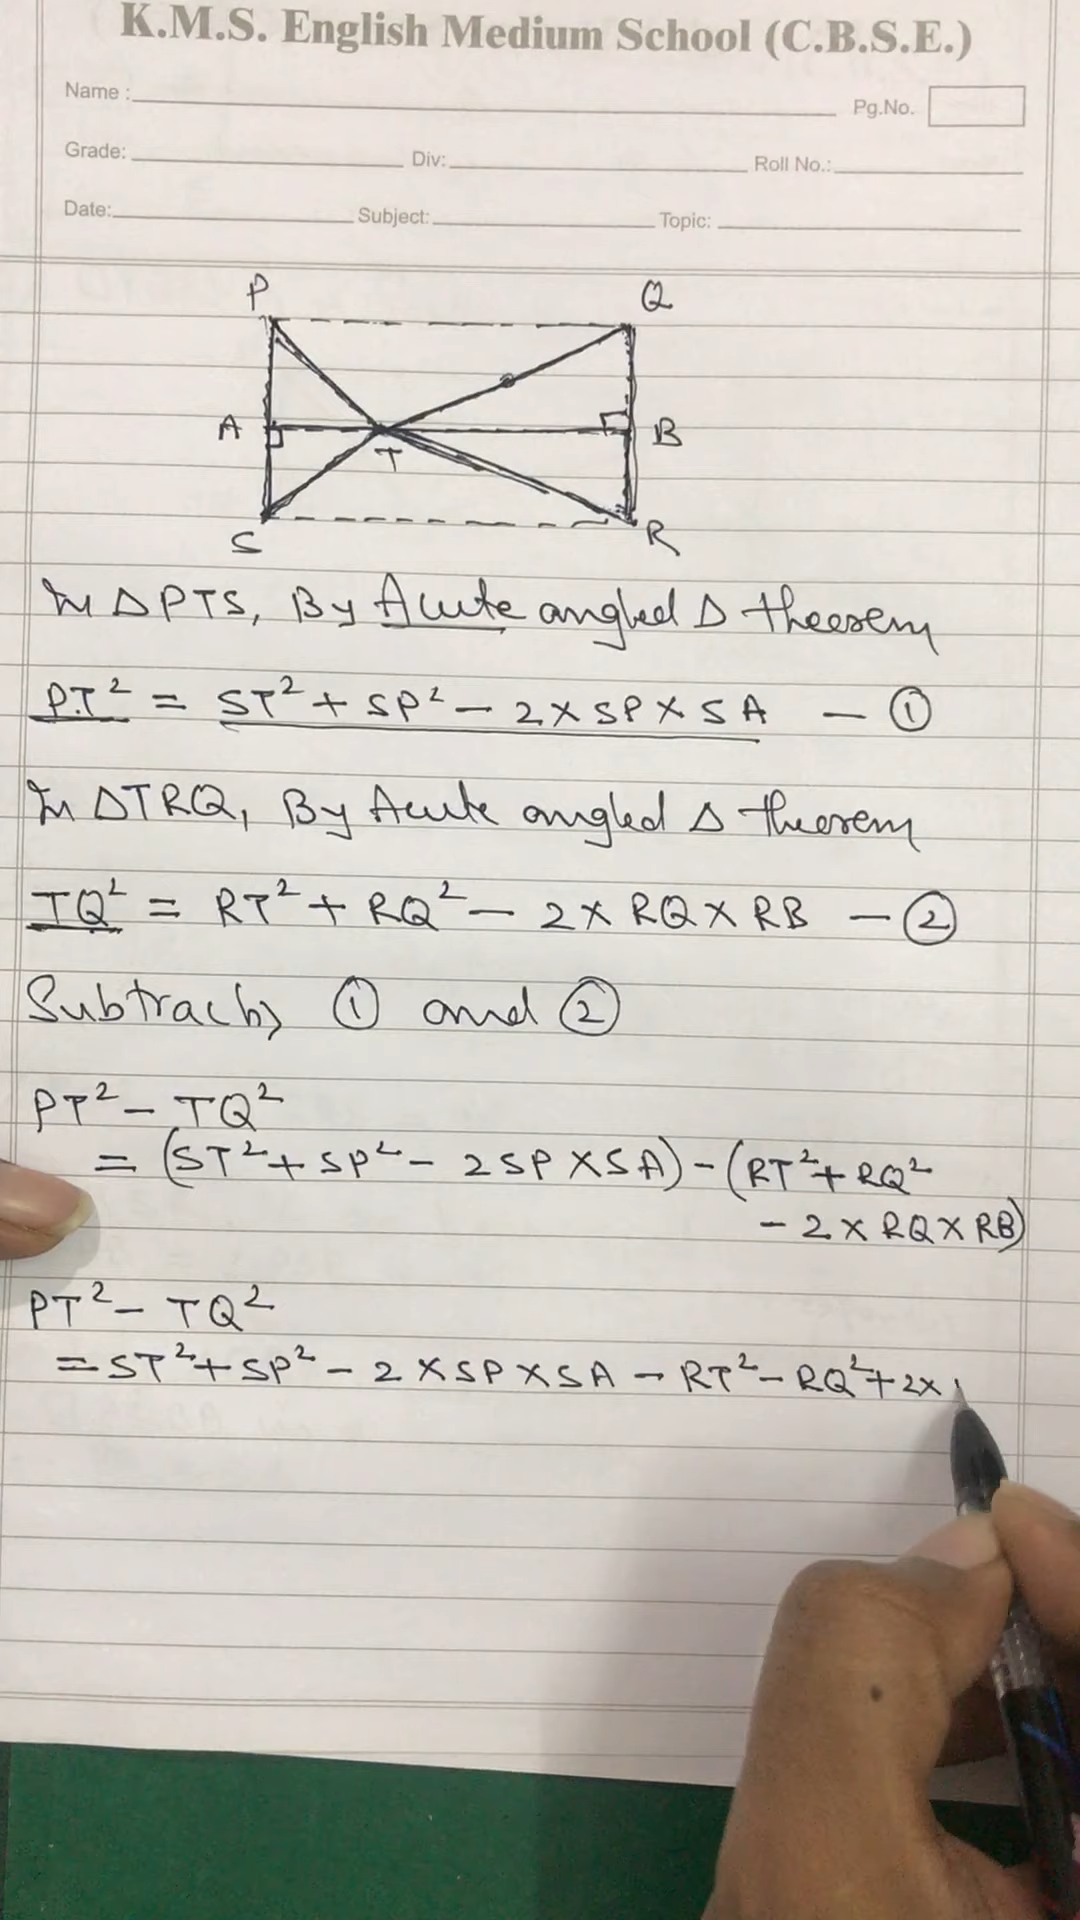 K.M.S. English Medium School (C.B.S.E.)
Name : Pg.No.
Grade: Div: Roll No.:
Date: Subject: Topic:
P Q
A B
T
S R
In △PTS, By Acute angled △ theorem
PT² = ST² + SP² - 2 × SP × SA - ①
In △TRQ, By Acute angled △ theorem
TQ² = RT² + RQ² - 2 × RQ × RB - ②
① and ②
PT² - TQ²
= (ST² + SP² - 2SP × SA) - (RT² + RQ²
- 2 × RQ × RB)
PT² - TQ²
= ST² + SP² - 2 × SP × SA - RT² - RQ² + 2×